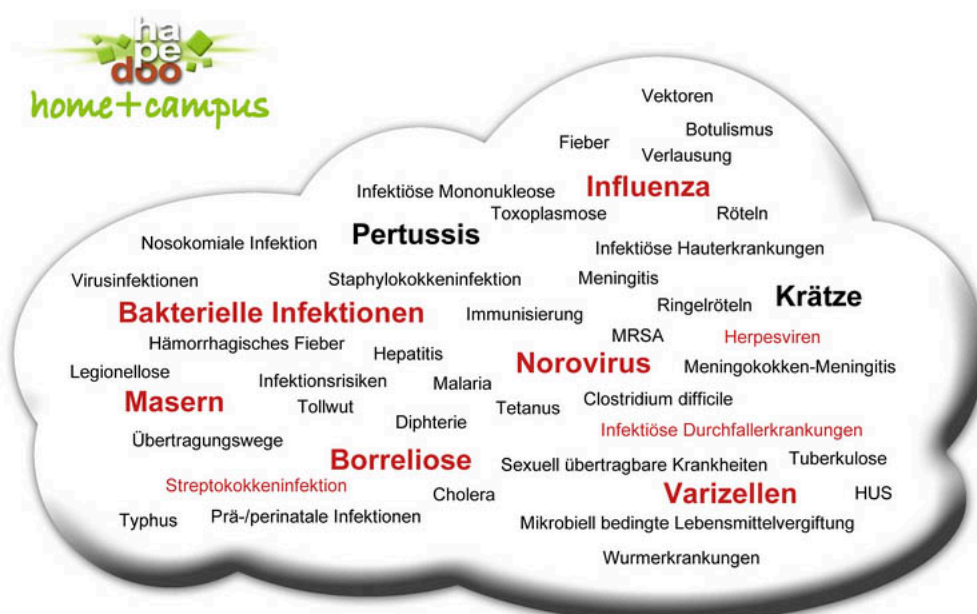 ha
pe
doo
home+campus
Vektoren
Botulismus
Fieber
Verlausung
Infektiöse Mononukleose
Influenza
Toxoplasmose
Röteln
Pertussis
Nosokomiale Infektion
Infektiöse Hauterkrankungen
Virusinfektionen
Staphylokokkeninfektion
Meningitis
Krätze
Bakterielle Infektionen
Immunisierung
Ringelröteln
Hämorrhagisches Fieber
MRSA
Herpesviren
Hepatitis
Norovirus
Meningokokken-Meningitis
Legionellose
Infektionsrisiken
Malaria
Masern
Tollwut
Tetanus
Clostridium difficile
Diphterie
Übertragungswege
Infektiöse Durchfallerkrankungen
Borreliose
Sexuell übertragbare Krankheiten
Tuberkulose
Streptokokkeninfektion
Cholera
Varizellen
HUS
Typhus
Prä-/perinatale Infektionen
Mikrobiell bedingte Lebensmittelvergiftung
Wurmerkrankungen